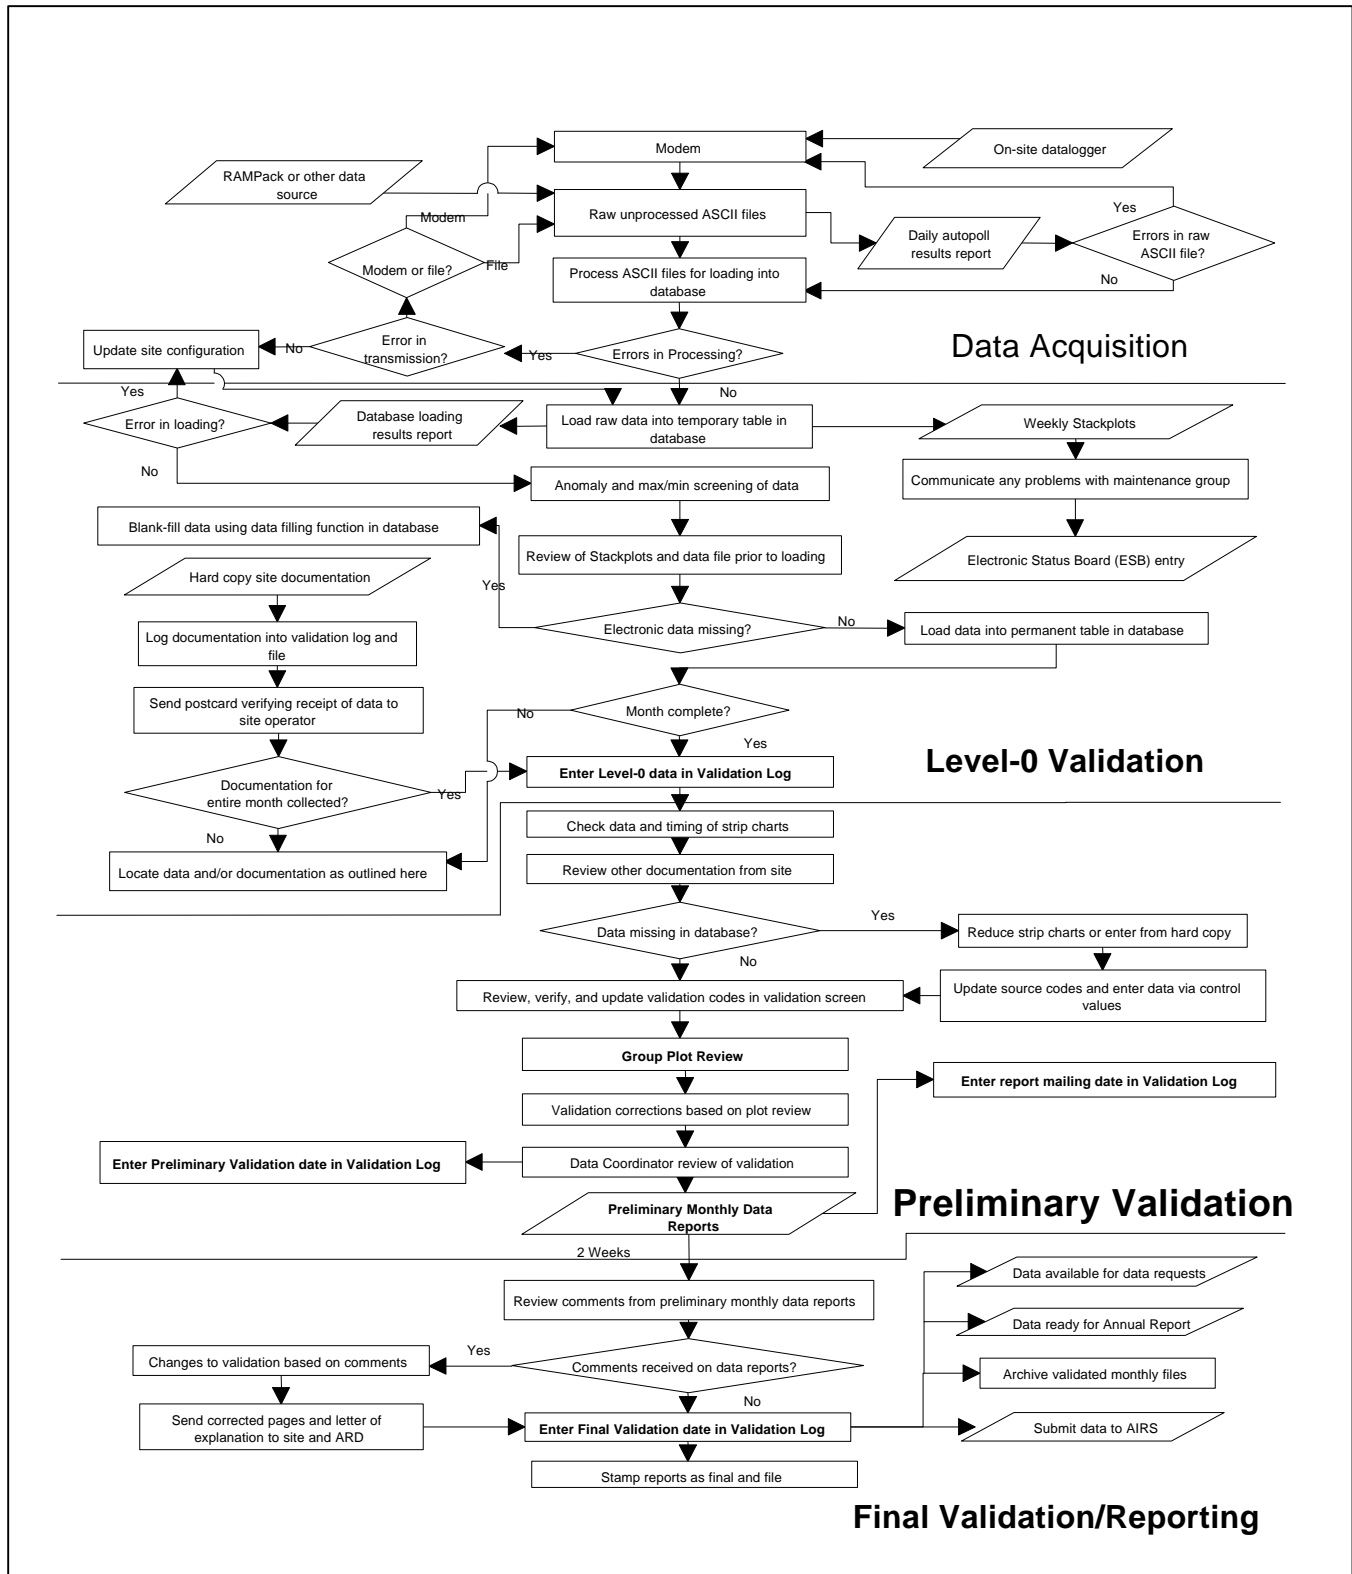 Modem
On-site datalogger
RAMPack or other data
source
Modem
Raw unprocessed ASCII files
Yes
Daily autopoll
results report
Errors in raw
ASCII file?
Modem or file?
File
Process ASCII files for loading into
database
No
Update site configuration
No
Error in
transmission?
Yes
Errors in Processing?
Data Acquisition
Yes
No
Error in loading?
Database loading
results report
Load raw data into temporary table in
database
Weekly Stackplots
No
Anomaly and max/min screening of data
Communicate any problems with maintenance group
Blank-fill data using data filling function in database
Review of Stackplots and data file prior to loading
Electronic Status Board (ESB) entry
Hard copy site documentation
Yes
Electronic data missing?
No
Load data into permanent table in database
Log documentation into validation log and
file
Send postcard verifying receipt of data to
site operator
No
Month complete?
Yes
Level-0 Validation
Enter Level-0 data in Validation Log
Documentation for
entire month collected?
Yes
No
Check data and timing of strip charts
Locate data and/or documentation as outlined here
Review other documentation from site
Yes
Data missing in database?
Reduce strip charts or enter from hard copy
No
Review, verify, and update validation codes in validation screen
Update source codes and enter data via control
values
Group Plot Review
Enter report mailing date in Validation Log
Validation corrections based on plot review
Enter Preliminary Validation date in Validation Log
Data Coordinator review of validation
Preliminary Validation
Preliminary Monthly Data
Reports
2 Weeks
Data available for data requests
Review comments from preliminary monthly data reports
Data ready for Annual Report
Yes
Changes to validation based on comments
Comments received on data reports?
Archive validated monthly files
No
Send corrected pages and letter of
explanation to site and ARD
Enter Final Validation date in Validation Log
Submit data to AIRS
Stamp reports as final and file
Final Validation/Reporting